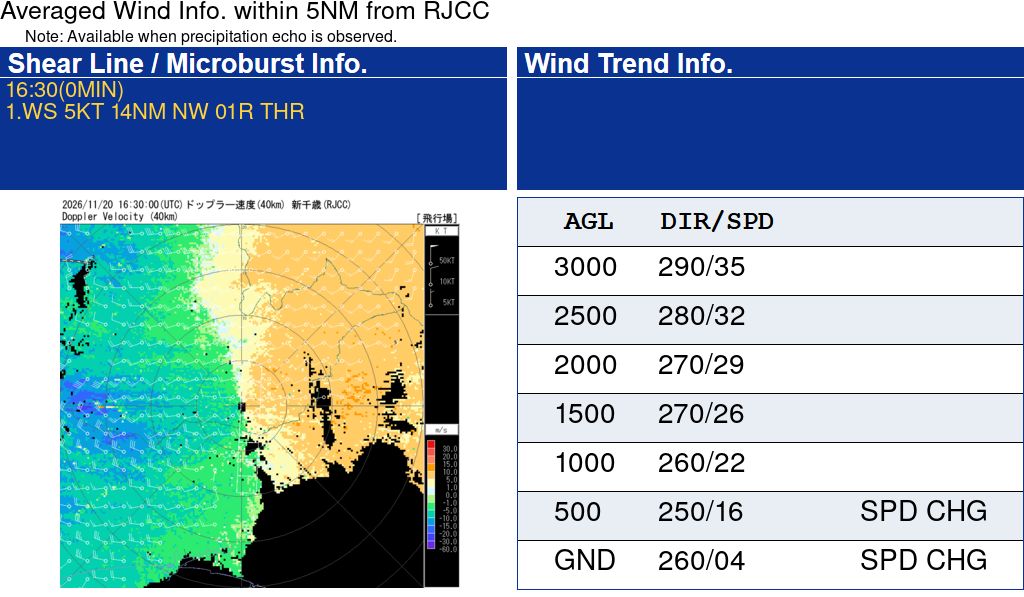 Averaged Wind Info. within 5NM from RJCC
Note: Available when precipitation echo is observed.
Shear Line / Microburst Info.
16:30(0MIN)
1.WS 5KT 14NM NW 01R THR
Wind Trend Info.
2026/11/20 16:30:00(UTC) ドップラー速度(40km) 新千歳(RJCC)
Doppler Velocity (40km)
[飛行場]
KT
50KT
10KT
5KT
m/s
30.0
20.0
15.0
10.0
5.0
1.0
0.0
-1.0
-5.0
-10.0
-15.0
-20.0
-30.0
-60.0
AGL DIR/SPD
3000 290/35
2500 280/32
2000 270/29
1500 270/26
1000 260/22
500 250/16 SPD CHG
GND 260/04 SPD CHG